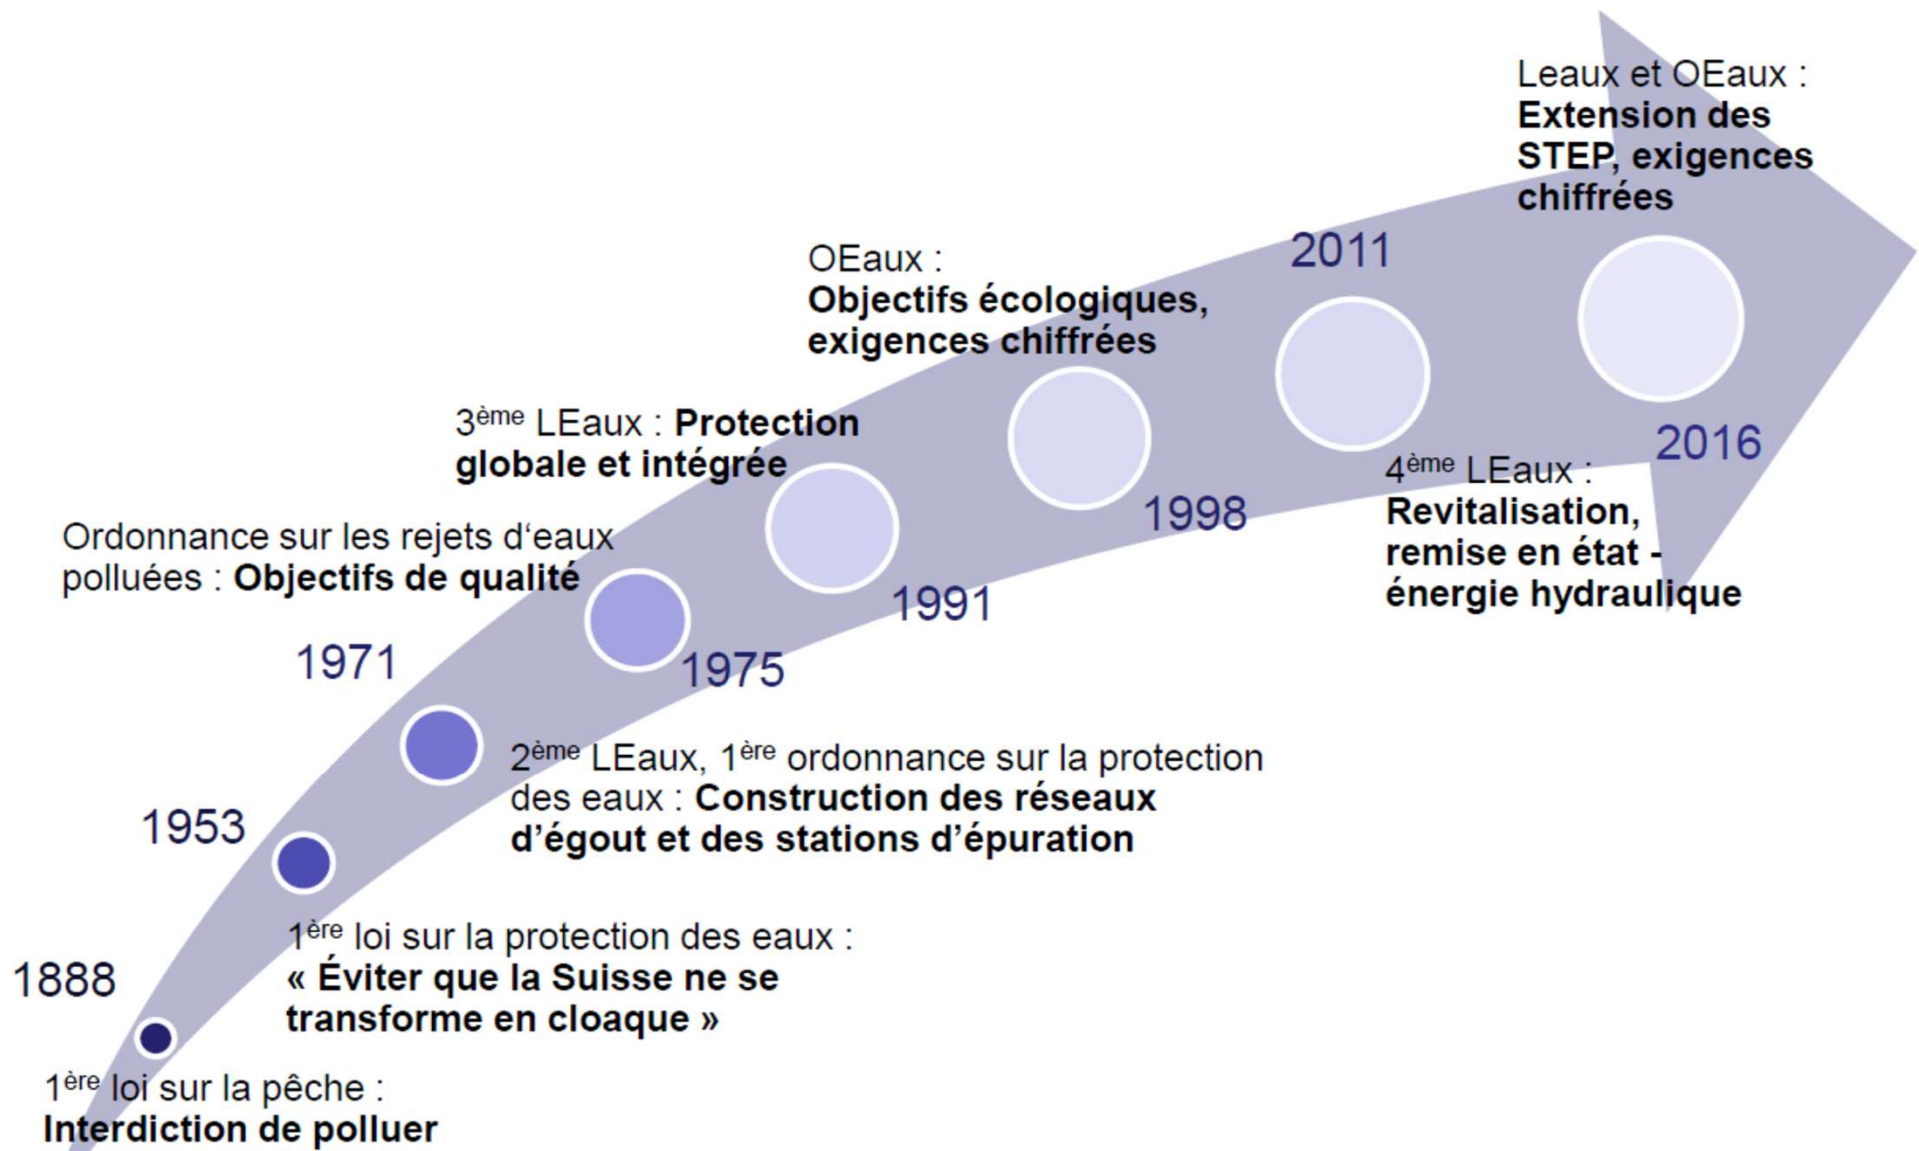 1888
1ère loi sur la pêche :
Interdiction de polluer
1953
1ère loi sur la protection des eaux :
« Éviter que la Suisse ne se
transforme en cloaque »
1971
2ème LEaux, 1ère ordonnance sur la protection
des eaux : Construction des réseaux
d’égout et des stations d’épuration
Ordonnance sur les rejets d‘eaux
polluées : Objectifs de qualité
1975
3ème LEaux : Protection
globale et intégrée
1991
OEaux :
Objectifs écologiques,
exigences chiffrées
1998
2011
4ème LEaux :
Revitalisation,
remise en état -
énergie hydraulique
Leaux et OEaux :
Extension des
STEP, exigences
chiffrées
2016